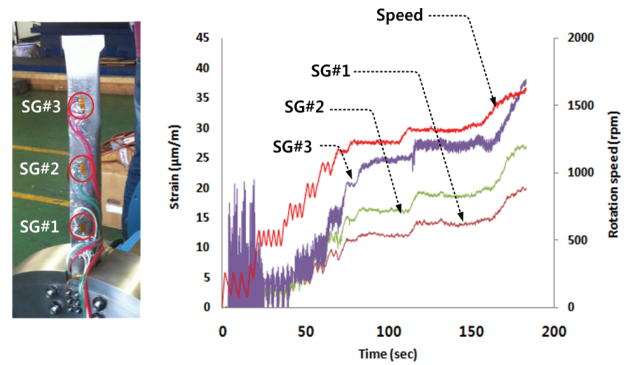 SG#3
SG#2
SG#1
Speed
SG#1
SG#2
SG#3
Strain (μm/m)
45
40
35
30
25
20
15
10
5
0
2000
1500
1000
500
0
Rotation speed (rpm)
0 50 100 150 200
Time (sec)